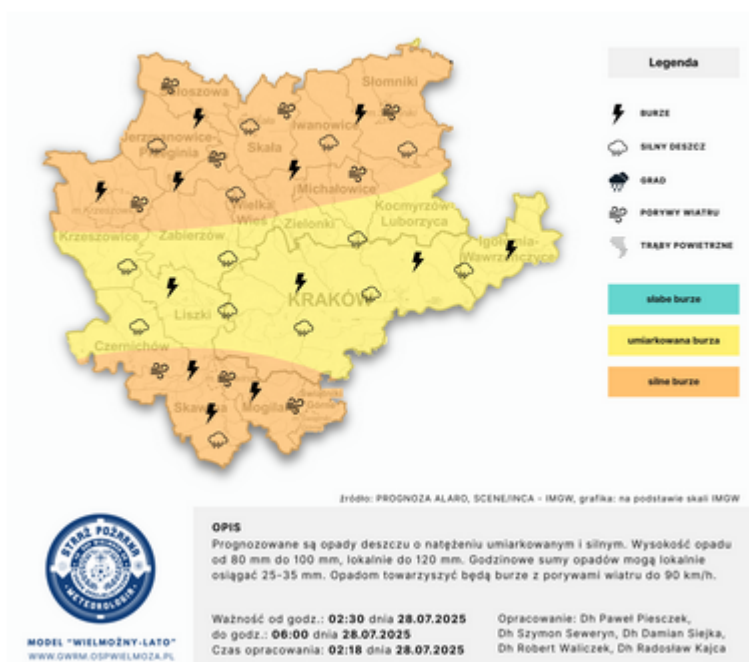 Legenda
BURZE
SILNY DESZCZ
GRAD
PORYWY WIATRU
TRĄBY POWIETRZNE
słabe burze
umiarkowana burza
silne burze
Słomniki
Iwanowice
Jerzmanowice-
Przeginia
Skała
Michałowice
Wielka
Wieś
Kocmyrzów-
Luborzyca
Zielonki
Krzeszowice
Zabierzów
Igołomia-
Wawrzeńczyce
KRAKÓW
Liszki
Czernichów
Skawina
źródło: PROGNOZA ALARO, SCENE/INCA - IMGW, grafika: na podstawie skali IMGW
STRAŻ POŻARNA
METEOROLOGIA
MODEL "WIELMOŻNY-LATO"
WWW.GWRM.OSPWIELMOZA.PL
OPIS
Prognozowane są opady deszczu o natężeniu umiarkowanym i silnym. Wysokość opadu
od 80 mm do 100 mm, lokalnie do 120 mm. Godzinowe sumy opadów mogą lokalnie
osiągać 25-35 mm. Opadom towarzyszyć będą burze z porywami wiatru do 90 km/h.
Ważność od godz.: 02:30 dnia 28.07.2025
do godz.: 06:00 dnia 28.07.2025
Czas opracowania: 02:18 dnia 28.07.2025
Opracowanie: Dh Paweł Piesczek,
Dh Szymon Seweryn, Dh Damian Siejka,
Dh Robert Waliczek, Dh Radosław Kajca